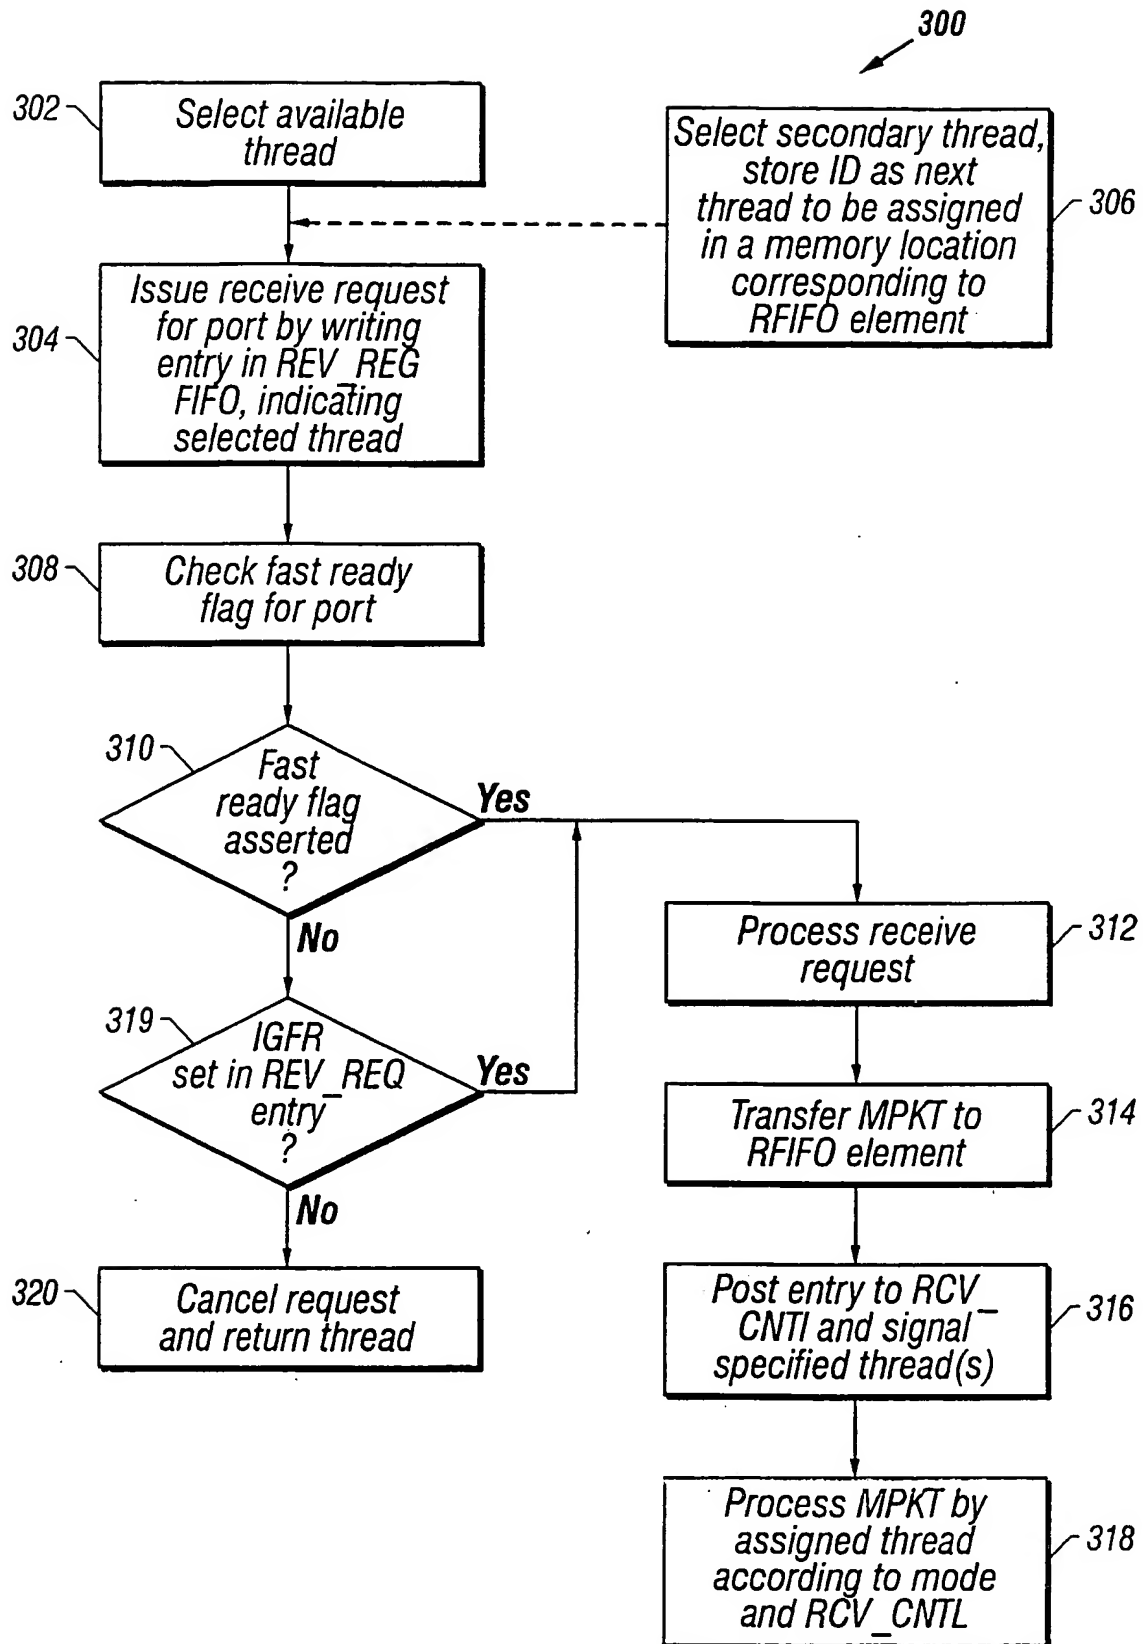 300
302
Select available
thread
Select secondary thread,
store ID as next
thread to be assigned
in a memory location
corresponding to
RFIFO element
306
304
Issue receive request
for port by writing
entry in REV_REG
FIFO, indicating
selected thread
308
Check fast ready
flag for port
310
Fast
ready flag
asserted
?
Yes
No
312
Process receive
request
319
IGFR
set in REV_REQ
entry
?
Yes
No
314
Transfer MPKT to
RFIFO element
320
Cancel request
and return thread
316
Post entry to RCV_
CNTI and signal
specified thread(s)
318
Process MPKT by
assigned thread
according to mode
and RCV_CNTL